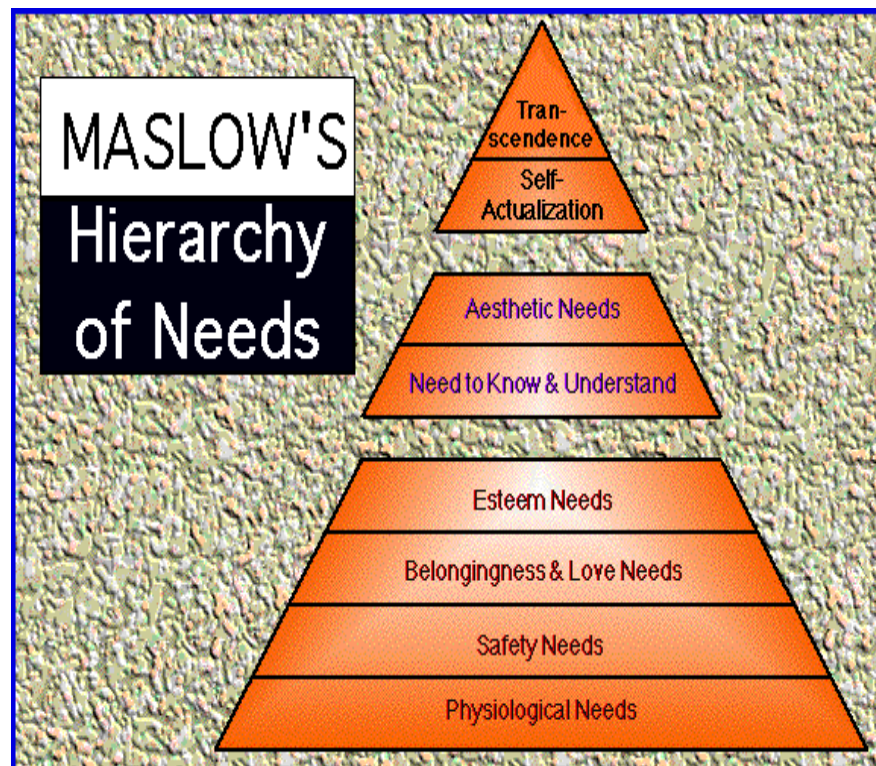 MASLOW'S
Hierarchy
of Needs
Tran-
scendence
Self-
Actualization
Aesthetic Needs
Need to Know & Understand
Esteem Needs
Belongingness & Love Needs
Safety Needs
Physiological Needs